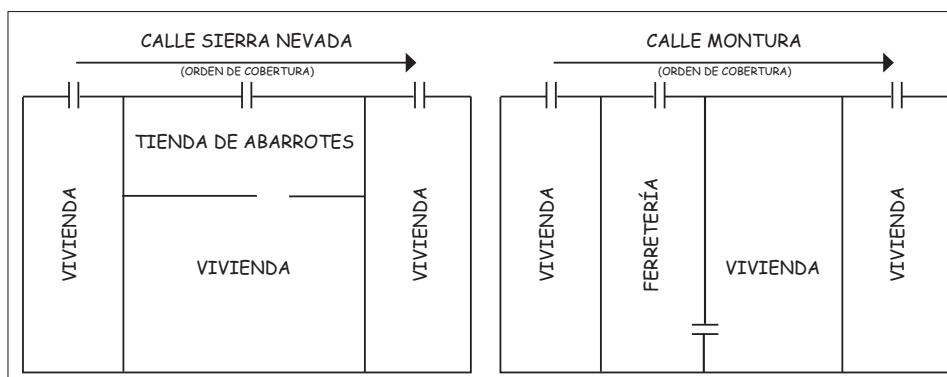 CALLE SIERRA NEVADA
(ORDEN DE COBERTURA)
VIVIENDA
TIENDA DE ABARROTES
VIVIENDA
VIVIENDA
CALLE MONTURA
(ORDEN DE COBERTURA)
VIVIENDA
FERRETERÍA
VIVIENDA
VIVIENDA